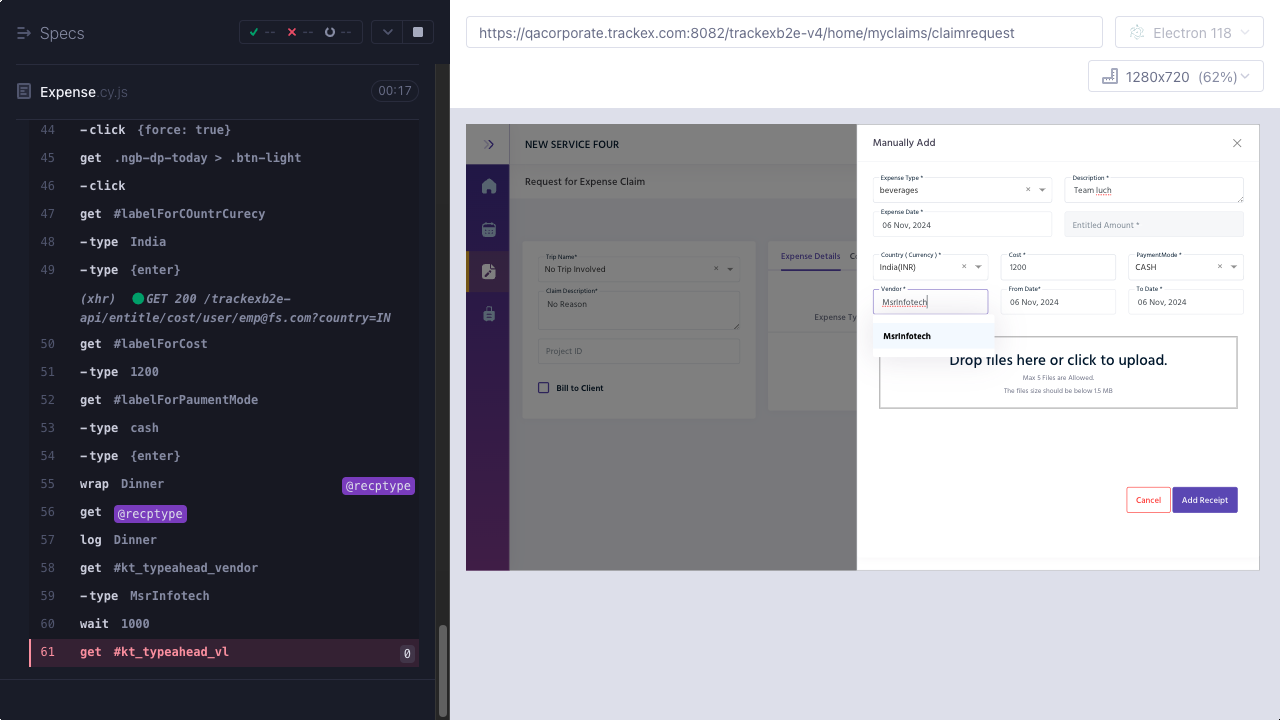 Specs
-- -- --
Expense.cy.js
00:17
44 -click {force: true}
45 get .ngb-dp-today > .btn-light
46 -click
47 get #labelForCOuntrCurecy
48 -type India
49 -type {enter}
(xhr) GET 200 /trackexb2e-
api/entitle/cost/user/emp@fs.com?country=IN
50 get #labelForCost
51 -type 1200
52 get #labelForPaumentMode
53 -type cash
54 -type {enter}
55 wrap Dinner @recptype
56 get @recptype
57 log Dinner
58 get #kt_typeahead_vendor
59 -type MsrInfotech
60 wait 1000
61 get #kt_typeahead_vl 0
https://qacorporate.trackex.com:8082/trackexb2e-v4/home/myclaims/claimrequest
Electron 118
1280x720 (62%)
NEW SERVICE FOUR
Request for Expense Claim
Trip Name*
No Trip Involved
Claim Description*
No Reason
Project ID
Bill to Client
Expense Details
Expense Ty
Manually Add
Expense Type *
beverages
Description *
Team luch
Expense Date *
06 Nov, 2024
Entitled Amount *
Country ( Currency ) *
India(INR)
Cost *
1200
PaymentMode *
CASH
Vendor *
MsrInfotech
From Date*
06 Nov, 2024
To Date *
06 Nov, 2024
MsrInfotech
Drop files here or click to upload.
Max 5 Files are Allowed.
The files size should be below 15 MB
Cancel
Add Receipt